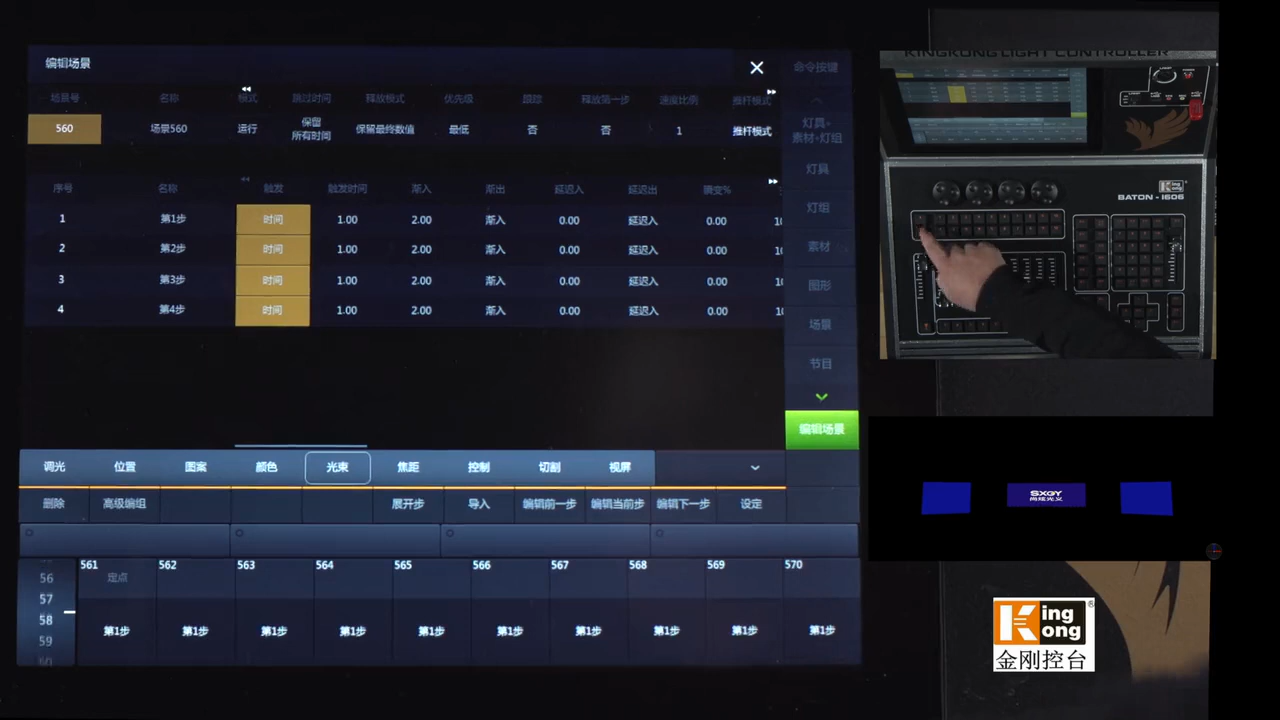 编辑场景
命令按键
场景号 名称 模式 跳过时间 释放模式 优先级 跟踪 释放第一步 速度比例 推杆模式
560 场景560 运行 保留所有时间 保留最终数值 最低 否 否 1 推杆模式
序号 名称 触发 触发时间 渐入 渐出 延迟入 延迟出 瞬变%
1 第1步 时间 1.00 2.00 渐入 0.00 延迟入 0.00
2 第2步 时间 1.00 2.00 渐入 0.00 延迟入 0.00
3 第3步 时间 1.00 2.00 渐入 0.00 延迟入 0.00
4 第4步 时间 1.00 2.00 渐入 0.00 延迟入 0.00
灯具+
素材+灯组
灯具
灯组
素材
图形
场景
节目
编辑场景
调光 位置 图案 颜色 光束 焦距 控制 切割 视屏
删除 高级编组 展开步 导入 编辑前一步 编辑当前步 编辑下一步 设定
56
57
58
59
561 562 563 564 565 566 567 568 569 570
定点
第1步 第1步 第1步 第1步 第1步 第1步 第1步 第1步 第1步 第1步
KINGKONG LIGHT CONTROLLER
King Kong
BATON - 1606
SXGY
尚炫光义
King Kong
金刚控台